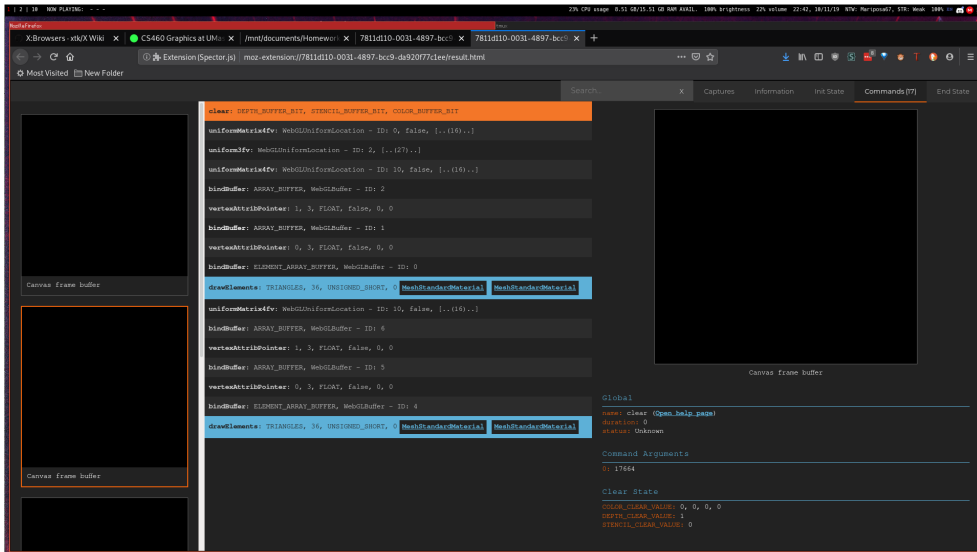 | | 2 | 10 NOW PLAYING: - - -
23% CPU usage 8.51 GB/15.51 GB RAM AVAIL. 100% brightness 22% volume 22:42, 10/11/19 NTW: Mariposa67, STR: Weak 100%
MozillaFirefox
tmux
X:Browsers - xtk/X Wiki
CS460 Graphics at UMas
/mnt/documents/Homework
7811d110-0031-4897-bcc9
7811d110-0031-4897-bcc9
Extension (Spector.js) moz-extension://7811d110-0031-4897-bcc9-da920f77c1ee/result.html
Most Visited New Folder
Search... X Captures Information Init State Commands (17) End State
clear: DEPTH_BUFFER_BIT, STENCIL_BUFFER_BIT, COLOR_BUFFER_BIT
uniformMatrix4fv: WebGLUniformLocation - ID: 0, false, [..(16)..]
uniform3fv: WebGLUniformLocation - ID: 2, [..(27)..]
uniformMatrix4fv: WebGLUniformLocation - ID: 10, false, [..(16)..]
bindBuffer: ARRAY_BUFFER, WebGLBuffer - ID: 2
vertexAttribPointer: 1, 3, FLOAT, false, 0, 0
bindBuffer: ARRAY_BUFFER, WebGLBuffer - ID: 1
vertexAttribPointer: 0, 3, FLOAT, false, 0, 0
bindBuffer: ELEMENT_ARRAY_BUFFER, WebGLBuffer - ID: 0
drawElements: TRIANGLES, 36, UNSIGNED_SHORT, 0 MeshStandardMaterial MeshStandardMaterial
uniformMatrix4fv: WebGLUniformLocation - ID: 10, false, [..(16)..]
bindBuffer: ARRAY_BUFFER, WebGLBuffer - ID: 6
vertexAttribPointer: 1, 3, FLOAT, false, 0, 0
bindBuffer: ARRAY_BUFFER, WebGLBuffer - ID: 5
vertexAttribPointer: 0, 3, FLOAT, false, 0, 0
bindBuffer: ELEMENT_ARRAY_BUFFER, WebGLBuffer - ID: 4
drawElements: TRIANGLES, 36, UNSIGNED_SHORT, 0 MeshStandardMaterial MeshStandardMaterial
Canvas frame buffer
Canvas frame buffer
Canvas frame buffer
Global
name: clear (Open help page)
duration: 0
status: Unknown
Command Arguments
0: 17664
Clear State
COLOR_CLEAR_VALUE: 0, 0, 0, 0
DEPTH_CLEAR_VALUE: 1
STENCIL_CLEAR_VALUE: 0